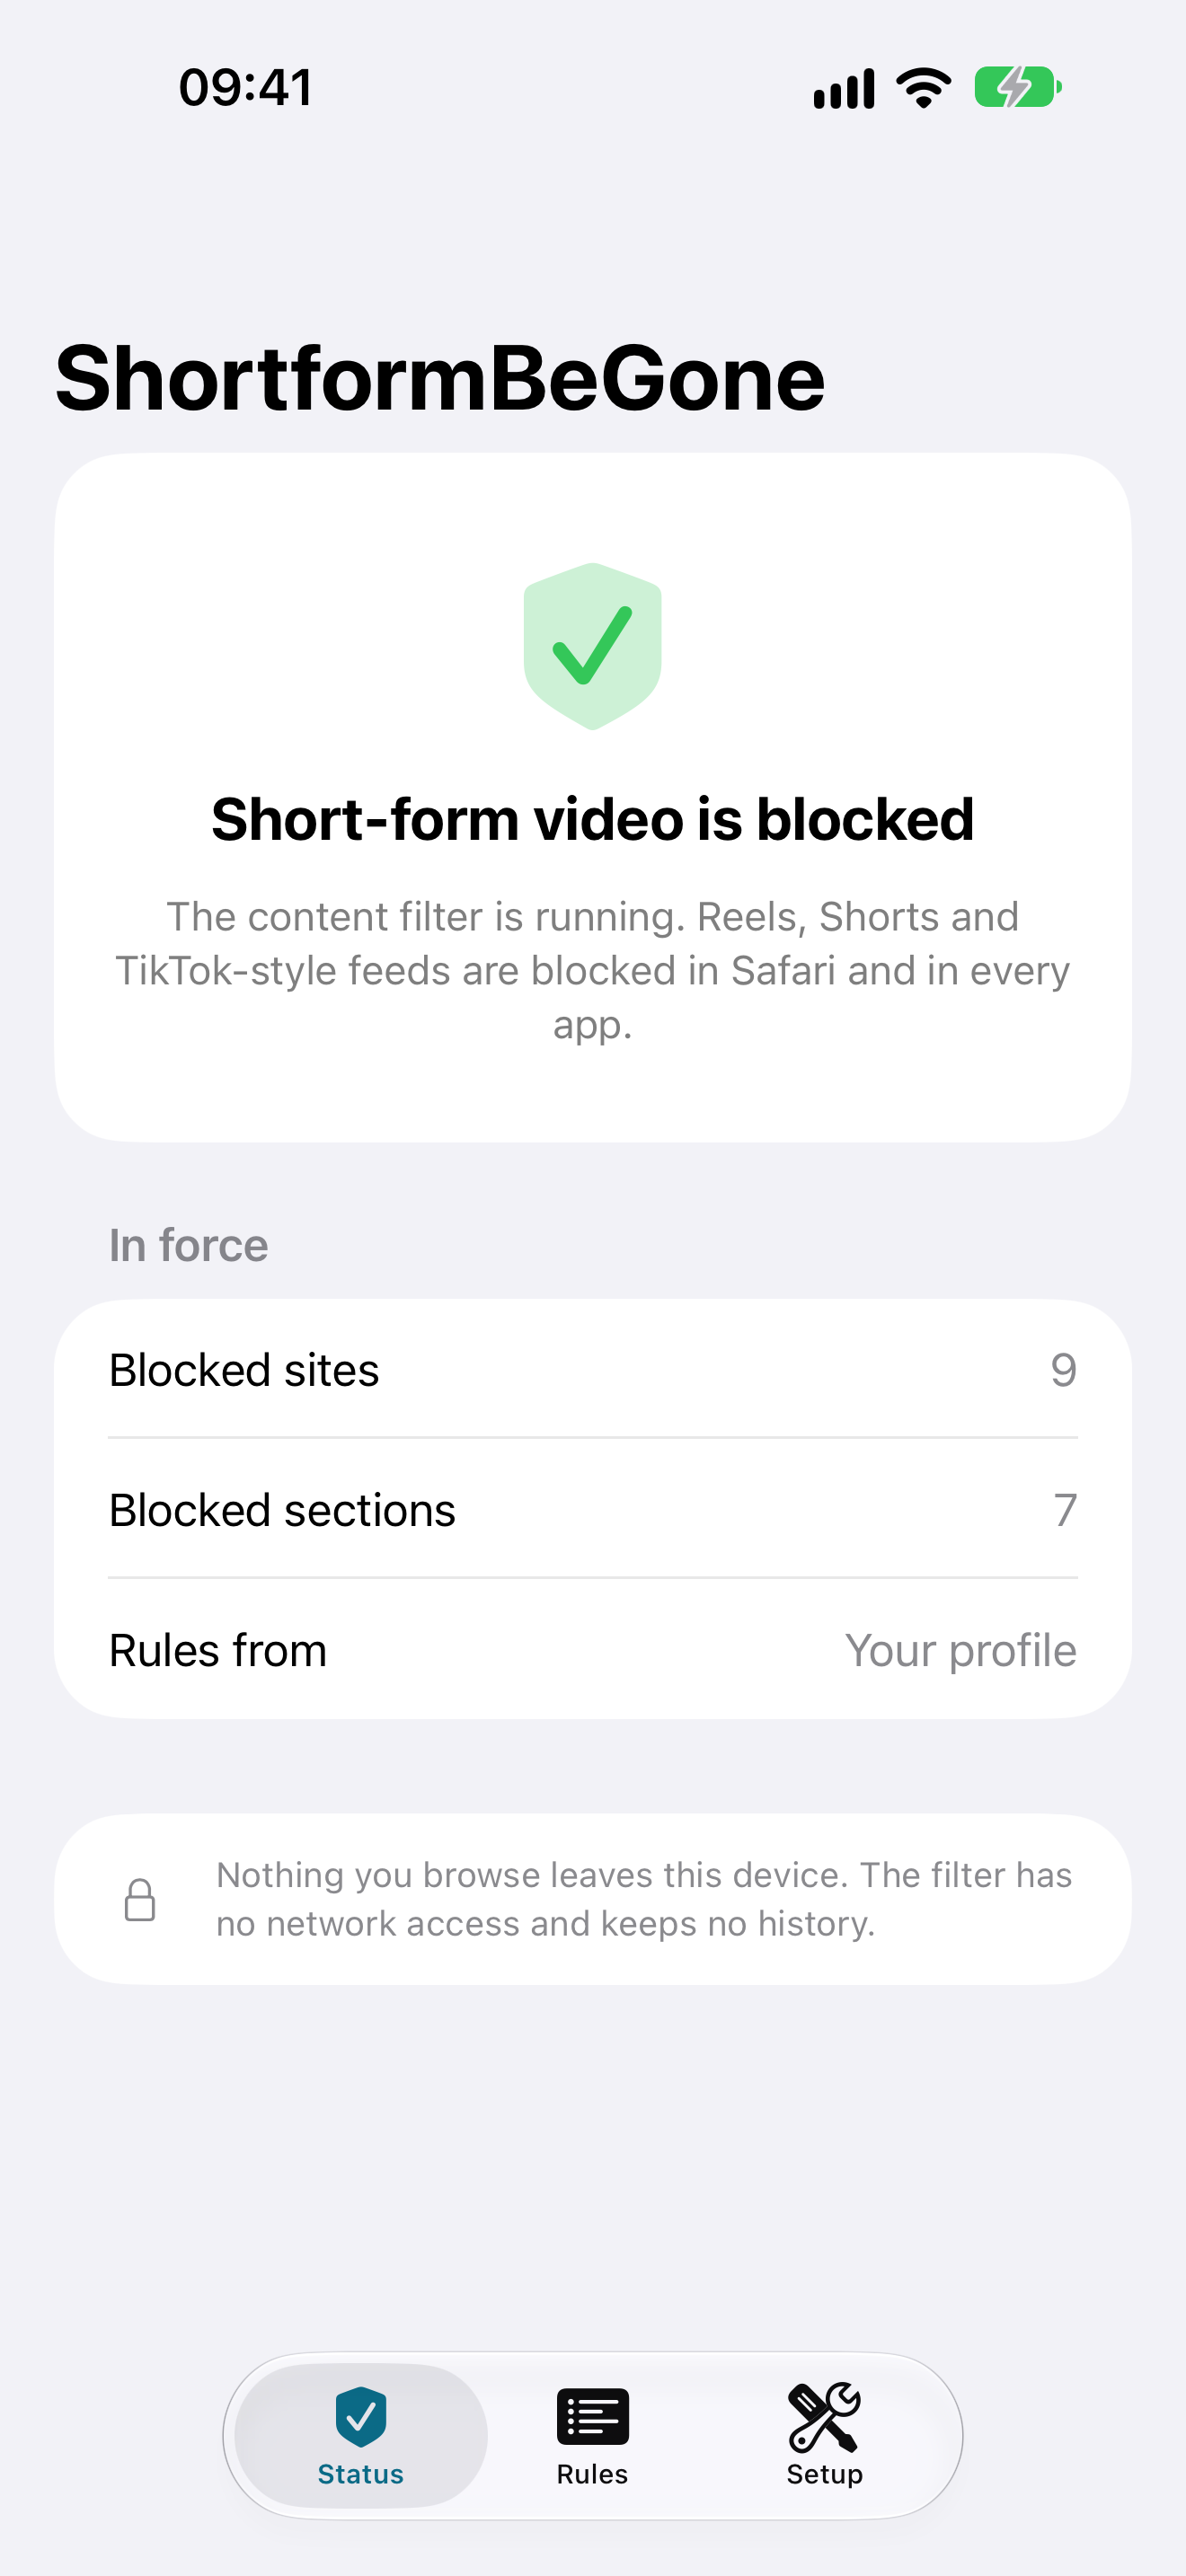 09:41
ShortformBeGone
Short-form video is blocked
The content filter is running. Reels, Shorts and
TikTok-style feeds are blocked in Safari and in every
app.
In force
Blocked sites 9
Blocked sections 7
Rules from Your profile
Nothing you browse leaves this device. The filter has
no network access and keeps no history.
Status Rules Setup